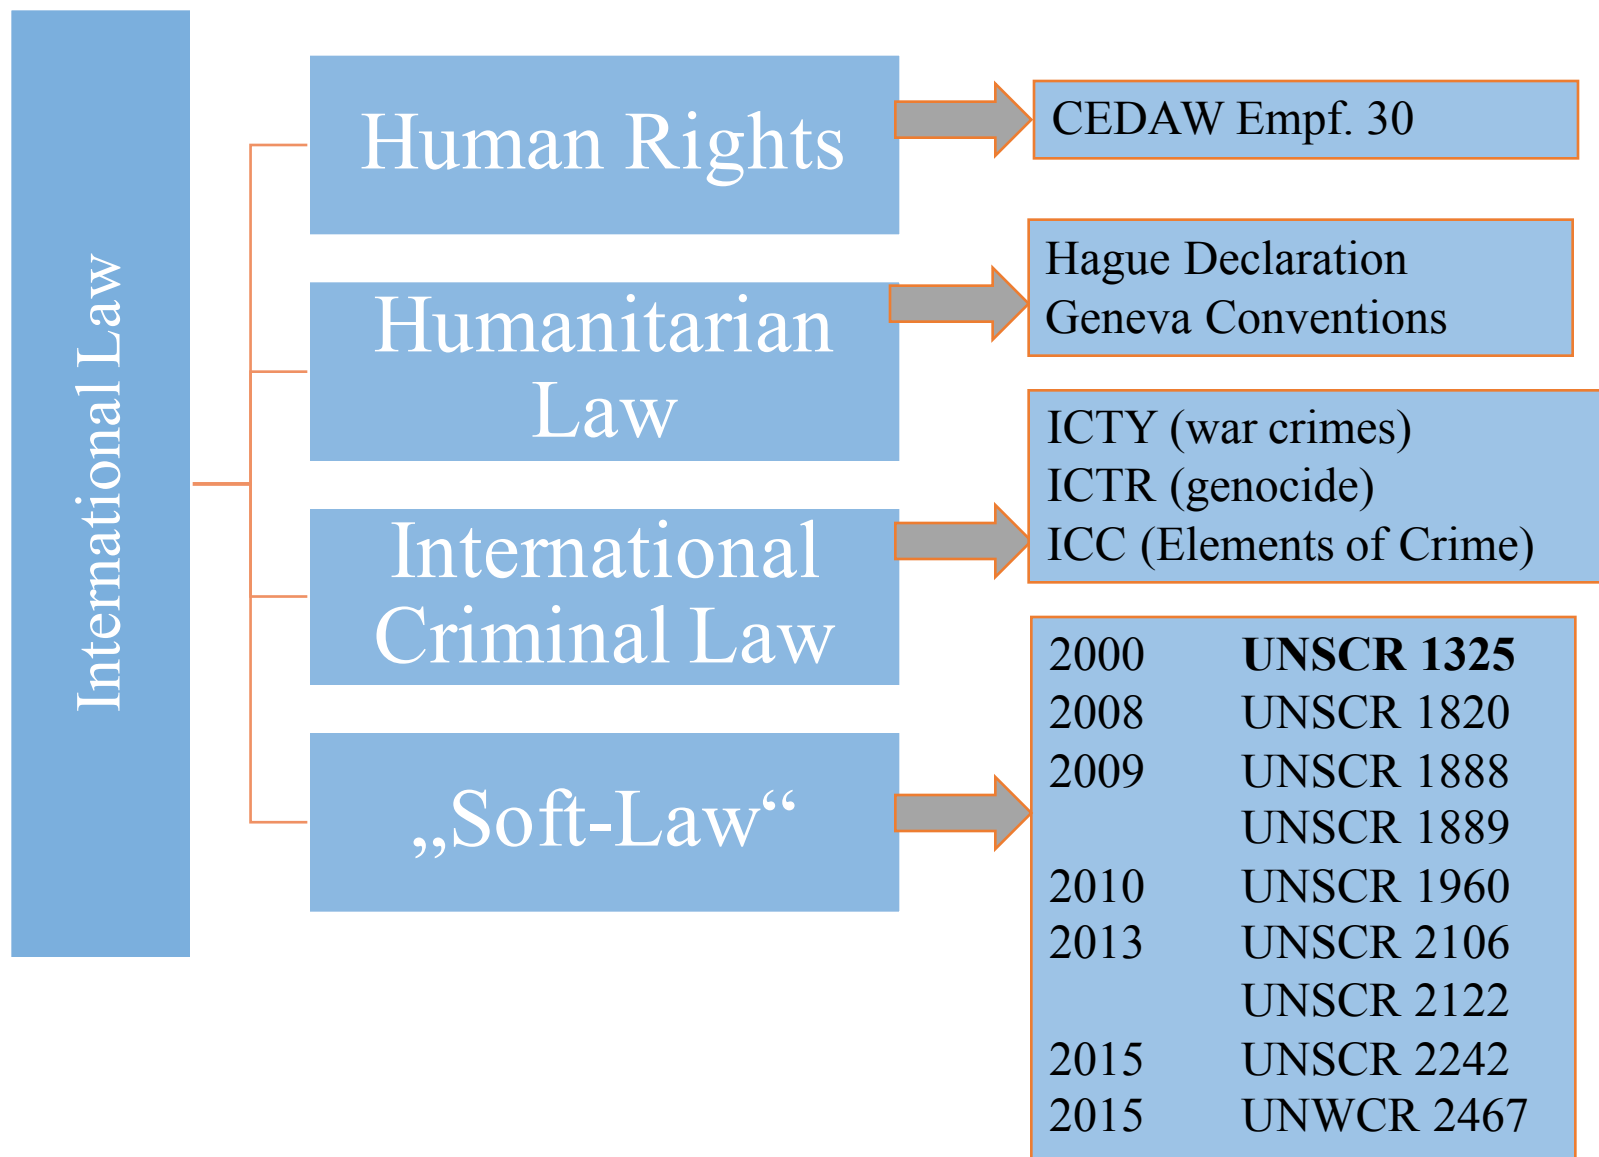 International Law
Human Rights
CEDAW Empf. 30
Humanitarian
Law
Hague Declaration
Geneva Conventions
International
Criminal Law
ICTY (war crimes)
ICTR (genocide)
ICC (Elements of Crime)
„Soft-Law“
2000 UNSCR 1325
2008 UNSCR 1820
2009 UNSCR 1888
UNSCR 1889
2010 UNSCR 1960
2013 UNSCR 2106
UNSCR 2122
2015 UNSCR 2242
2015 UNWCR 2467